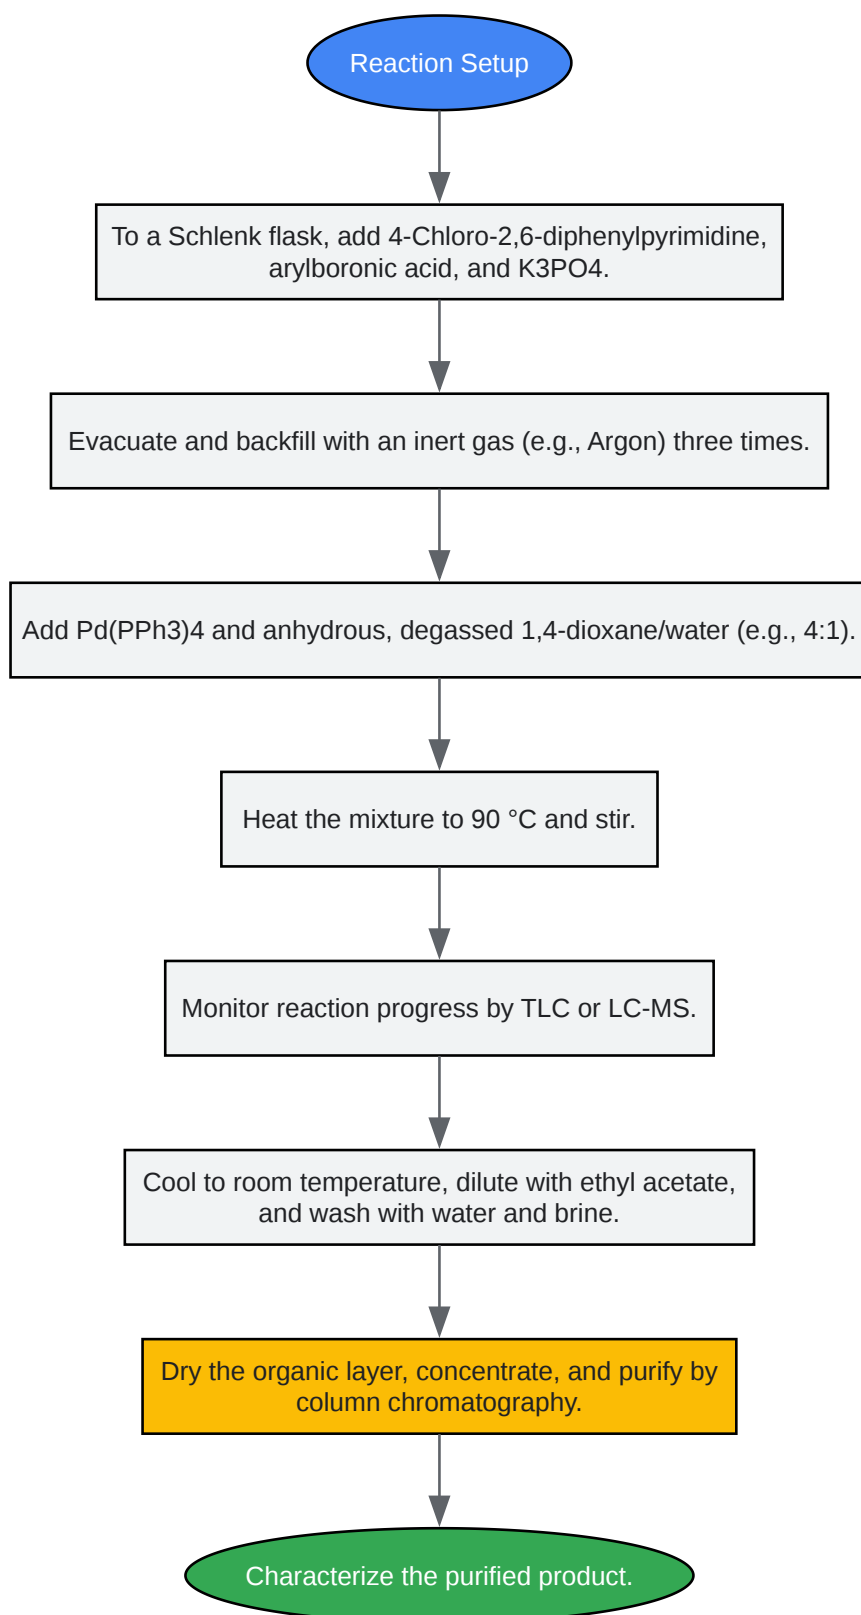 Reaction Setup
To a Schlenk flask, add 4-Chloro-2,6-diphenylpyrimidine,
arylboronic acid, and K3PO4.
Evacuate and backfill with an inert gas (e.g., Argon) three times.
Add Pd(PPh3)4 and anhydrous, degassed 1,4-dioxane/water (e.g., 4:1).
Heat the mixture to 90 °C and stir.
Monitor reaction progress by TLC or LC-MS.
Cool to room temperature, dilute with ethyl acetate,
and wash with water and brine.
Dry the organic layer, concentrate, and purify by
column chromatography.
Characterize the purified product.